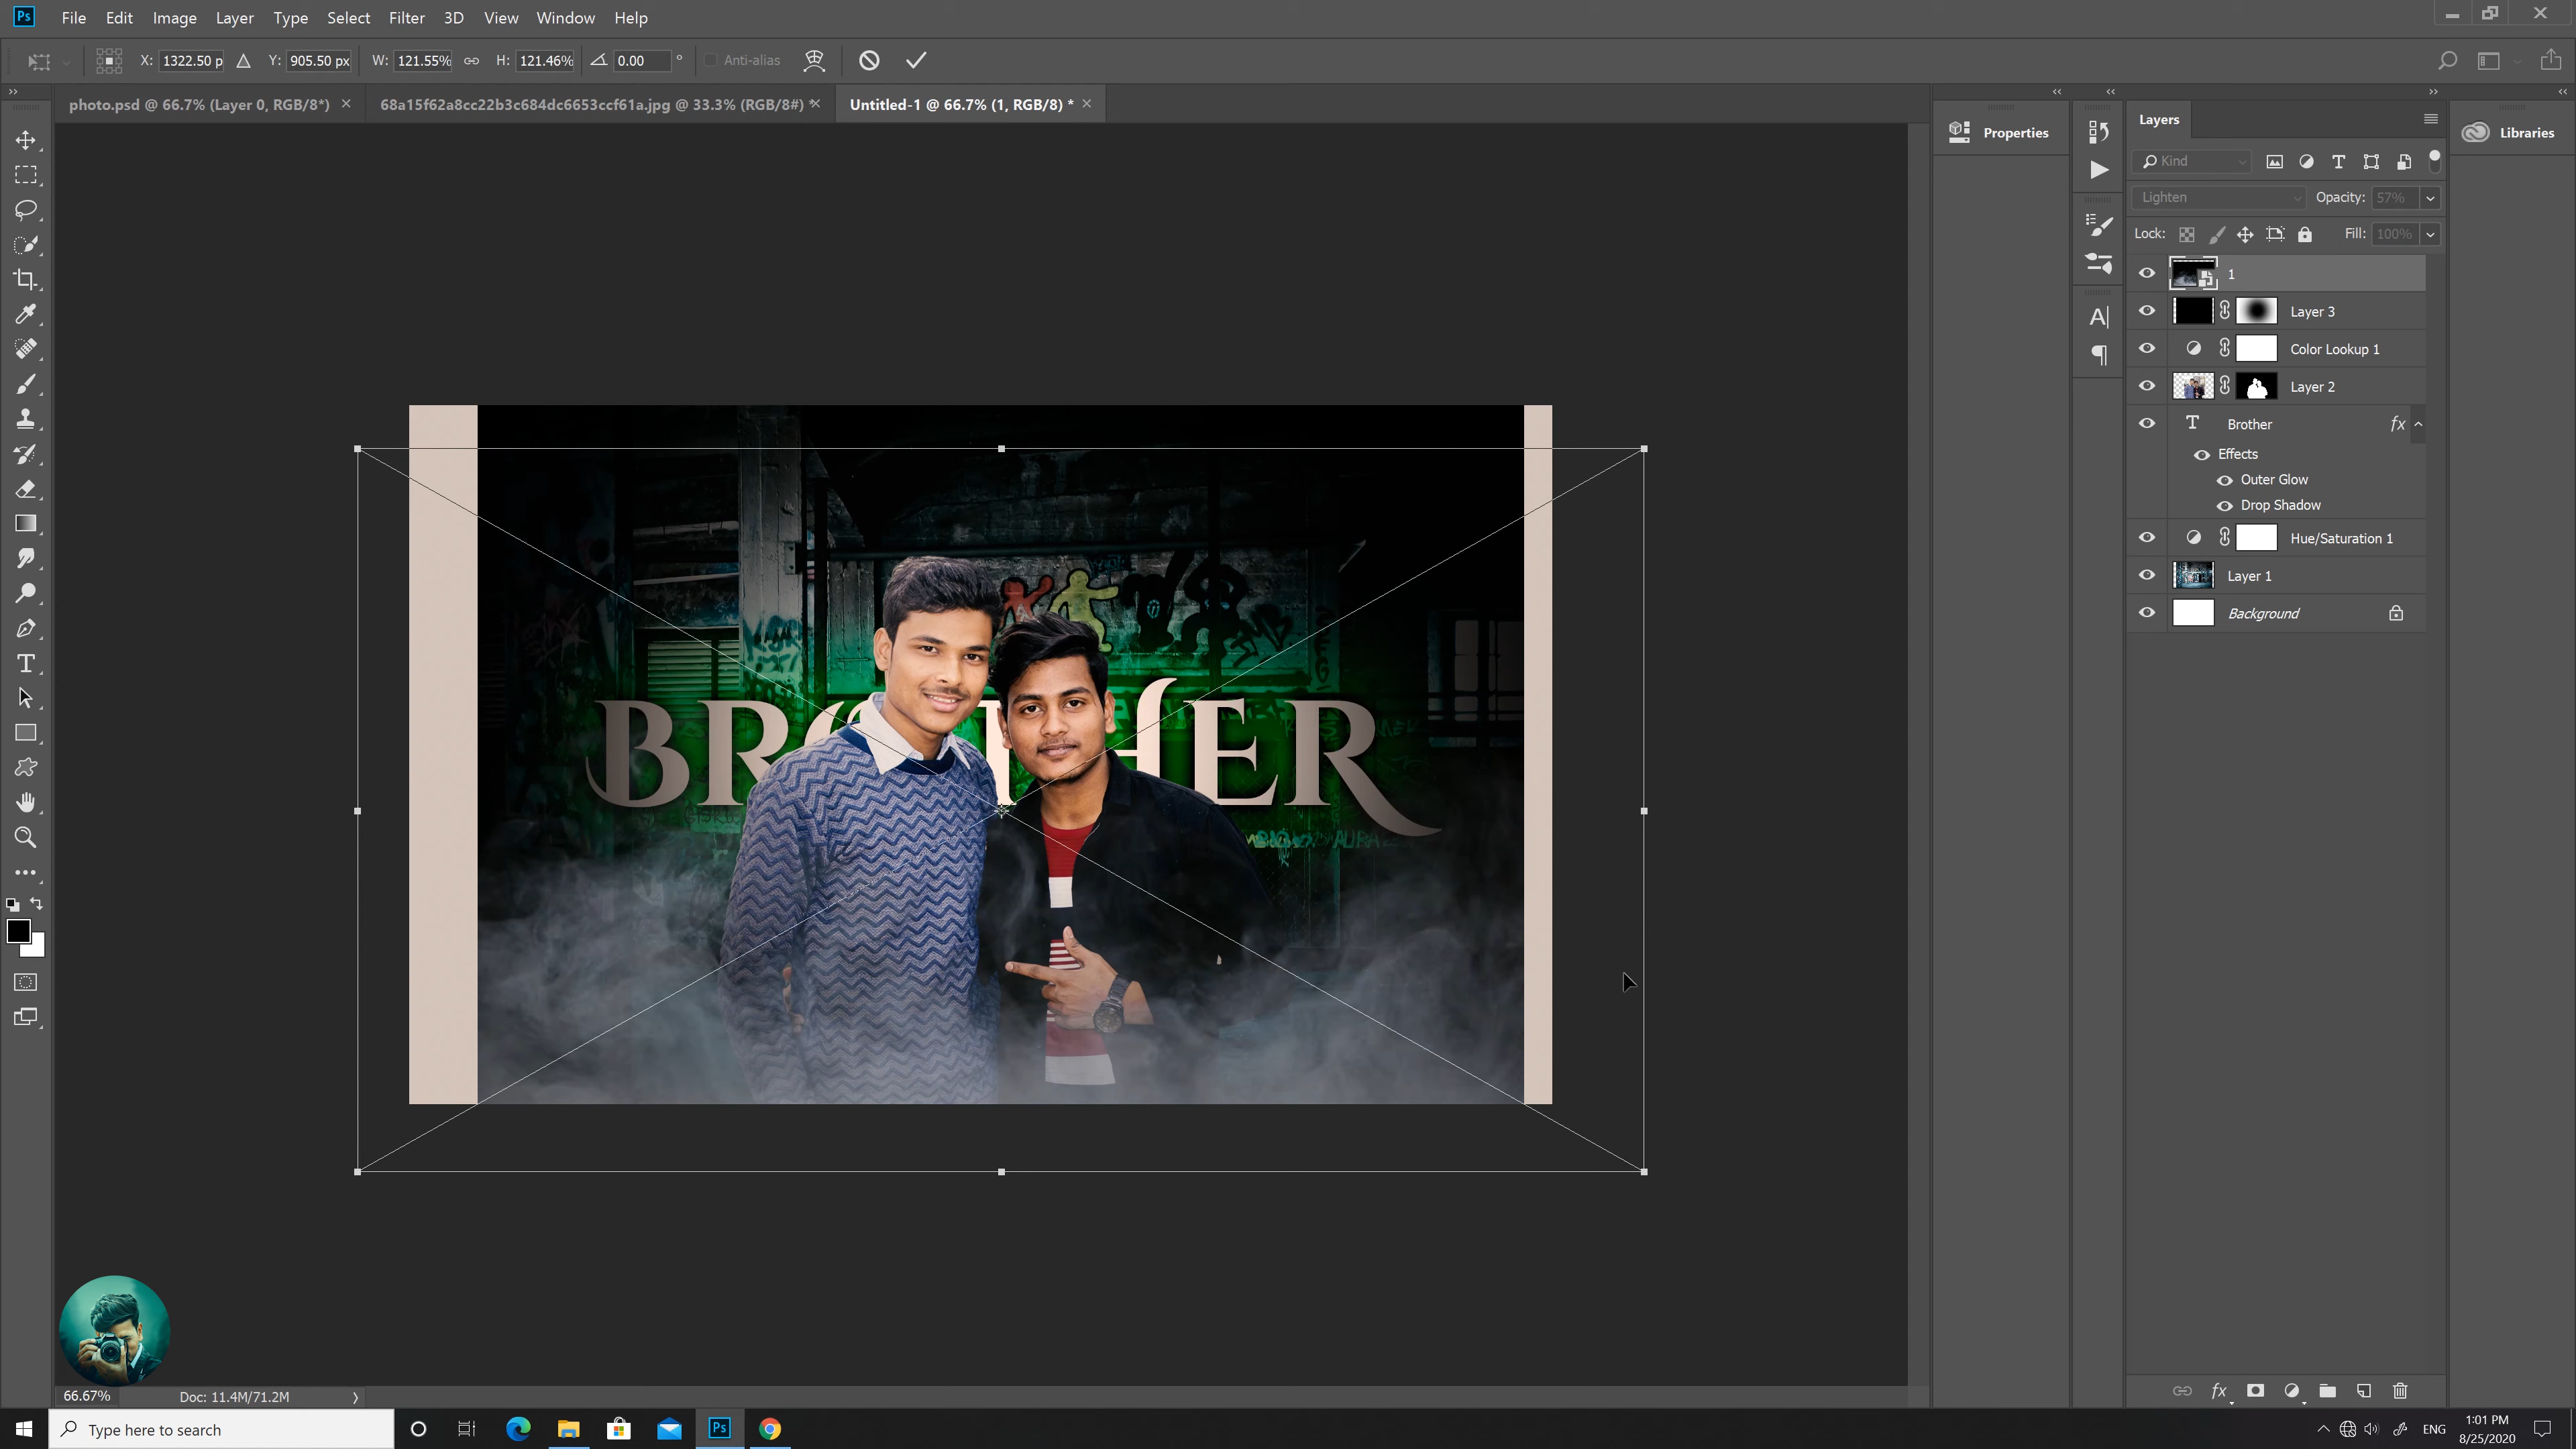 Ps File Edit Image Layer Type Select Filter 3D View Window Help
X: 1322.50 p Y: 905.50 px W: 121.55% H: 121.46% 0.00 ° Anti-alias
photo.psd @ 66.7% (Layer 0, RGB/8*) × 68a15f62a8cc22b3c684dc6653ccf61a.jpg @ 33.3% (RGB/8#) * × Untitled-1 @ 66.7% (1, RGB/8) * ×
Properties
Layers
Libraries
Kind
Lighten Opacity: 57%
Lock: Fill: 100%
1
Layer 3
Color Lookup 1
Layer 2
T Brother fx
Effects
Outer Glow
Drop Shadow
Hue/Saturation 1
Layer 1
Background
BROTHER
66.67% Doc: 11.4M/71.2M
Type here to search
Ps
ENG
1:01 PM
8/25/2020